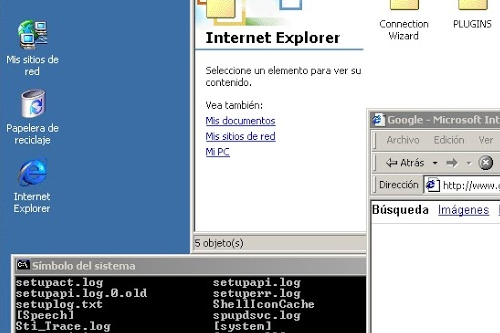 Mis sitios de
red
Papelera de
reciclaje
Internet
Explorer
Internet Explorer
Seleccione un elemento para ver su
contenido.
Vea también:
Mis documentos
Mis sitios de red
Mi PC
5 objeto(s)
Connection
Wizard
PLUGINS
Google - Microsoft Int
Archivo Edición Ver
Atrás
Dirección http://www.g
Búsqueda Imágenes
Símbolo del sistema
setupact.log setupapi.log
setupapi.log.0.old setuperr.log
setuplog.txt ShellIconCache
[Speech] spupdsvc.log
Sti_Trace.log [system]